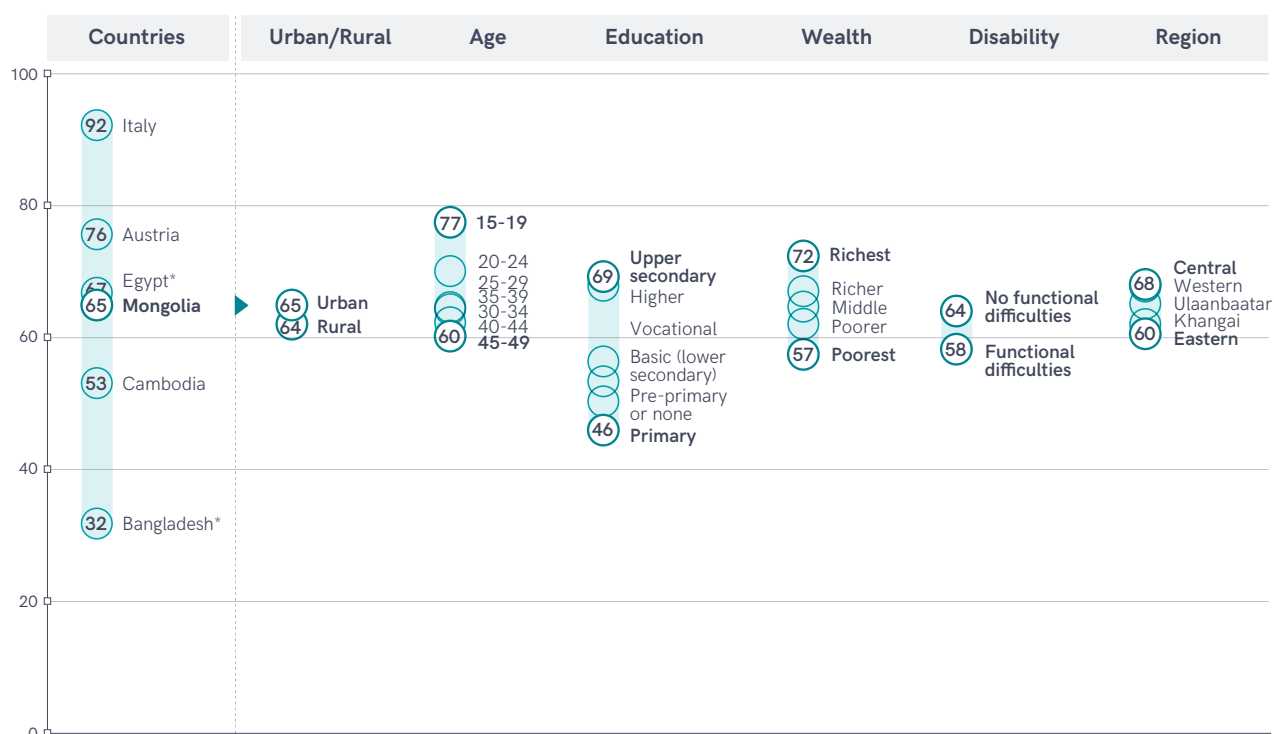 Countries
Urban/Rural
Age
Education
Wealth
Disability
Region
100
80
60
40
20
0
92 Italy
76 Austria
67 Egypt*
65 Mongolia
53 Cambodia
32 Bangladesh*
65 Urban
64 Rural
77 15-19
20-24
25-29
35-39
30-34
40-44
60 45-49
69 Upper
secondary
Higher
Vocational
Basic (lower
secondary)
Pre-primary
or none
46 Primary
72 Richest
Richer
Middle
Poorer
57 Poorest
64 No functional
difficulties
58 Functional
difficulties
68 Central
Western
Ulaanbaatar
Khangai
60 Eastern